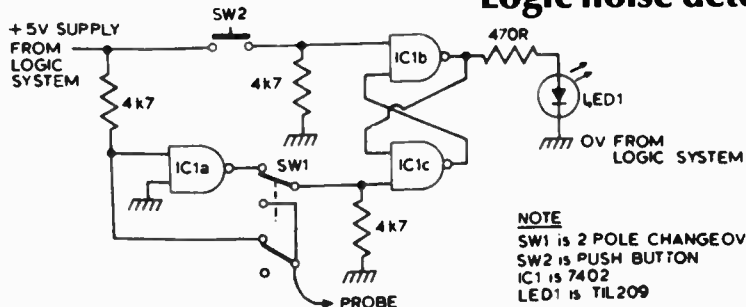 Logic noise
SW2
+5V SUPPLY
FROM
LOGIC
SYSTEM
4k7
4k7
IC1b
470R
LED1
IC1a
SW1
IC1c
0V FROM
LOGIC SYSTEM
4k7
PROBE
NOTE
SW1 is 2 POLE CHANGEOV
SW2 is PUSH BUTTON
IC1 is 7402
LED1 is TIL209